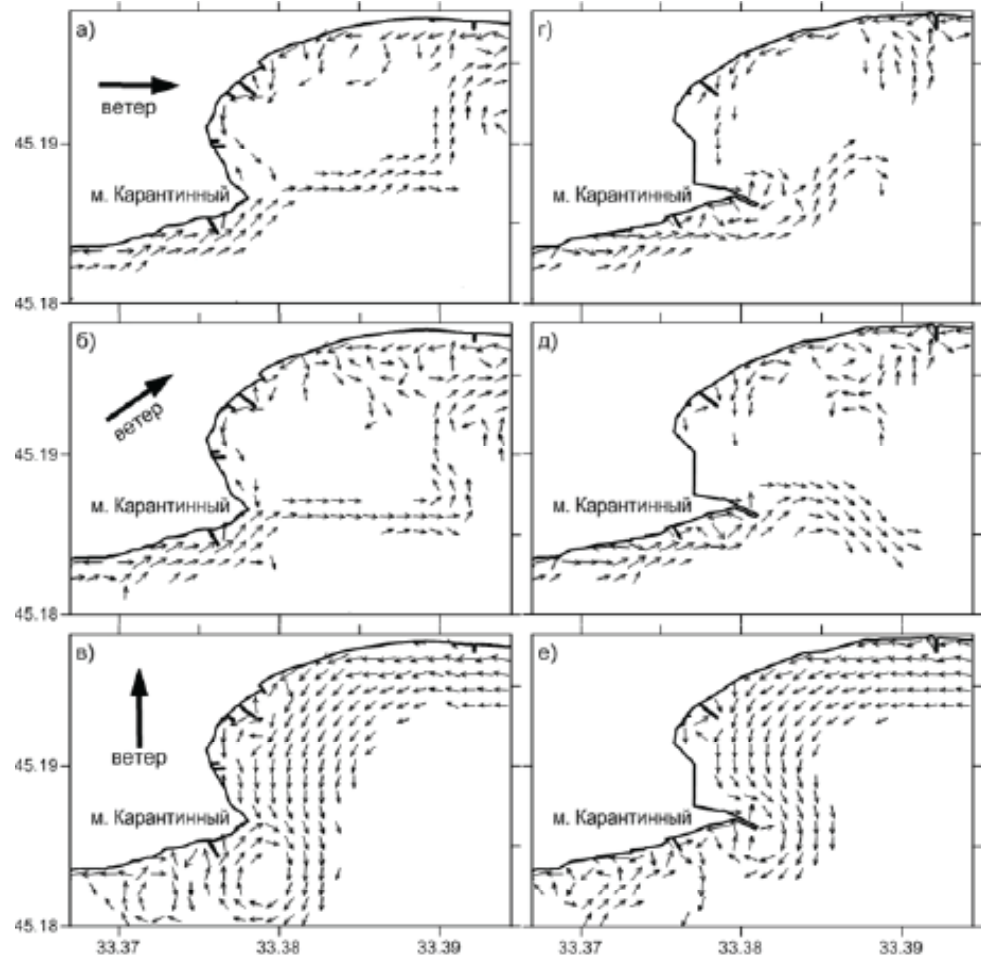 а)
г)
ветер
45.19
м. Карантинный
м. Карантинный
45.18
б)
д)
ветер
45.19
м. Карантинный
м. Карантинный
45.18
в)
е)
ветер
45.19
м. Карантинный
м. Карантинный
45.18
33.37 33.38 33.39 33.37 33.38 33.39